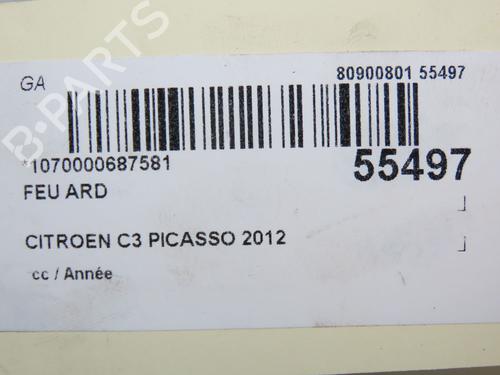 GA
80900801 55497
*1070000687581
55497
FEU ARD
CITROEN C3 PICASSO 2012
cc / Année
B-PARTS